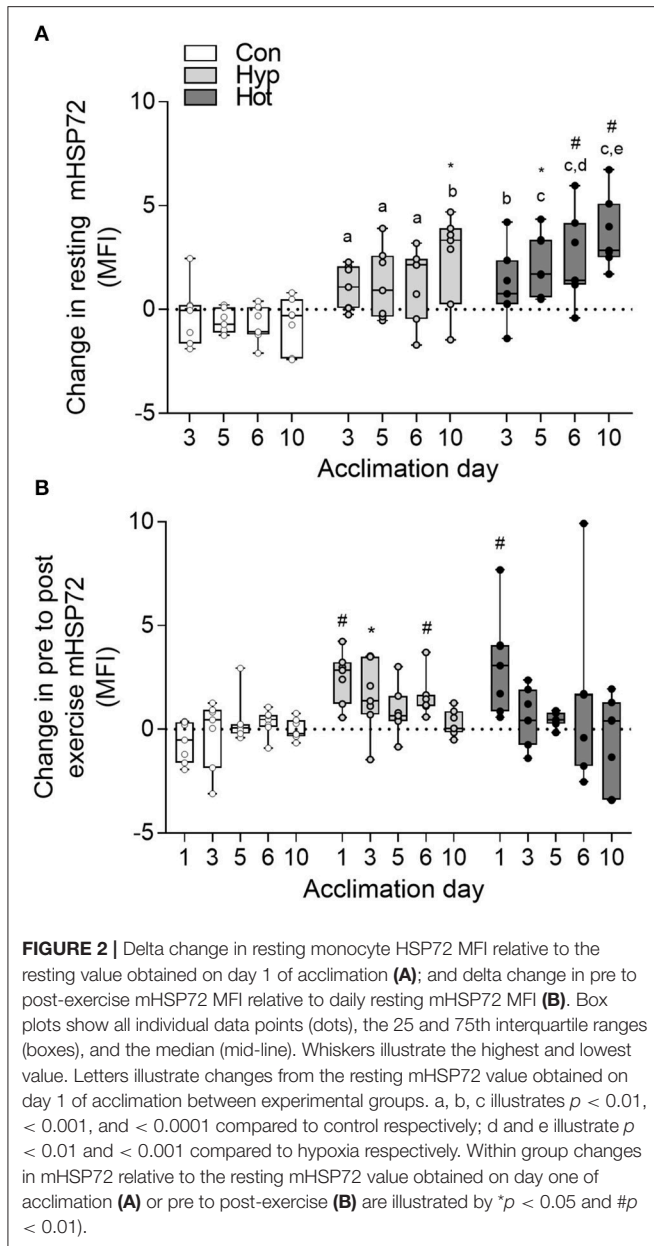 A
Con
Hyp
Hot
Change in resting mHSP72
(MFI)
10
5
0
-5
a
a
a
*
b
b
*
c
#
c,d
#
c,e
3 5 6 10 3 5 6 10 3 5 6 10
Acclimation day
B
Change in pre to post
exercise mHSP72
(MFI)
10
5
0
-5
#
*
#
#
1 3 5 6 10 1 3 5 6 10 1 3 5 6 10
Acclimation day
FIGURE 2 | Delta change in resting monocyte HSP72 MFI relative to the
resting value obtained on day 1 of acclimation (A); and delta change in pre to
post-exercise mHSP72 MFI relative to daily resting mHSP72 MFI (B). Box
plots show all individual data points (dots), the 25 and 75th interquartile ranges
(boxes), and the median (mid-line). Whiskers illustrate the highest and lowest
value. Letters illustrate changes from the resting mHSP72 value obtained on
day 1 of acclimation between experimental groups. a, b, c illustrates p < 0.01,
< 0.001, and < 0.0001 compared to control respectively; d and e illustrate p
< 0.01 and < 0.001 compared to hypoxia respectively. Within group changes
in mHSP72 relative to the resting mHSP72 value obtained on day one of
acclimation (A) or pre to post-exercise (B) are illustrated by *p < 0.05 and #p
< 0.01).